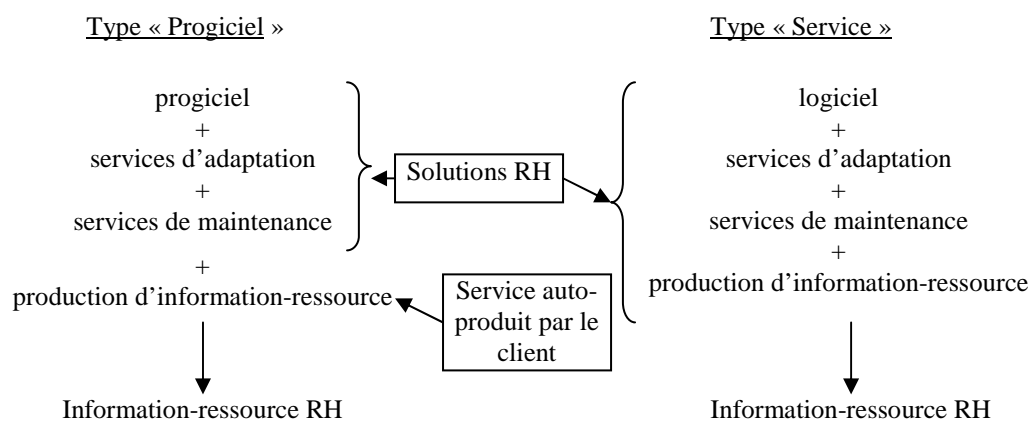 Type « Progiciel »
progiciel
+
services d'adaptation
+
services de maintenance
+
production d'information-ressource
Information-ressource RH
Solutions RH
Service auto-
produit par le
client
Type « Service »
logiciel
+
services d'adaptation
+
services de maintenance
+
production d'information-ressource
Information-ressource RH